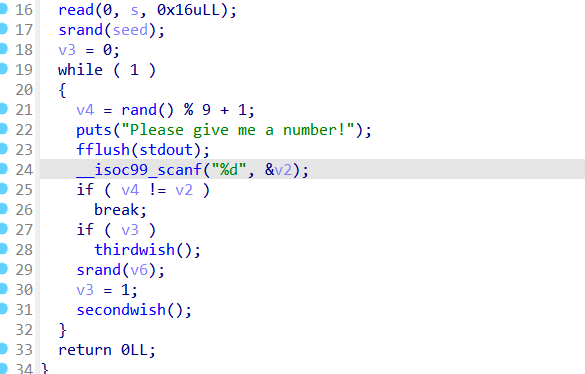 16 read(0, s, 0x16uLL);
17 srand(seed);
18 v3 = 0;
19 while ( 1 )
20 {
21 v4 = rand() % 9 + 1;
22 puts("Please give me a number!");
23 fflush(stdout);
24 __isoc99_scanf("%d", &v2);
25 if ( v4 != v2 )
26 break;
27 if ( v3 )
28 thirdwish();
29 srand(v6);
30 v3 = 1;
31 secondwish();
32 }
33 return 0LL;
34 }